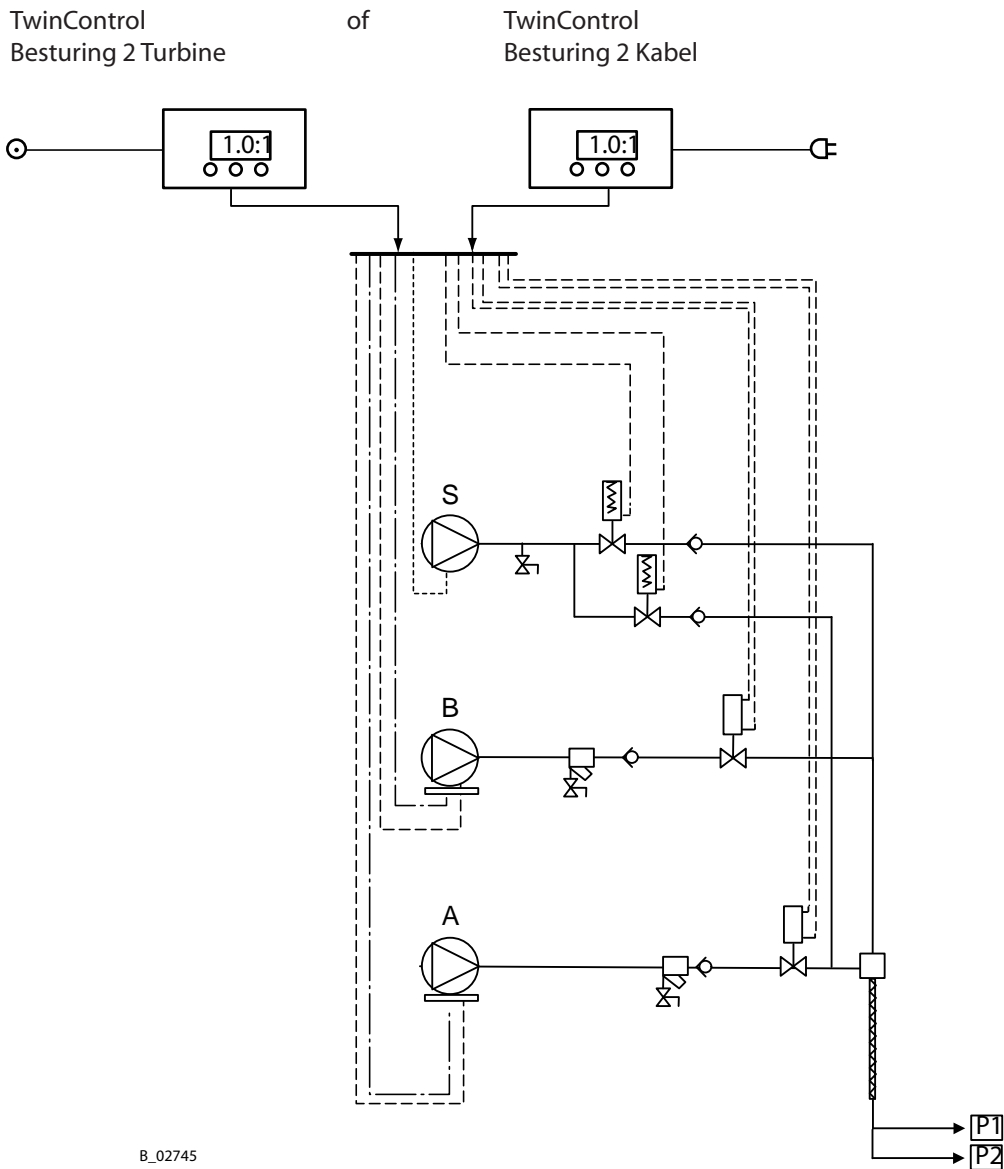 TwinControl of TwinControl
Besturing 2 Turbine Besturing 2 Kabel
1.0:1 1.0:1
S
B
A
P1
P2
B_02745